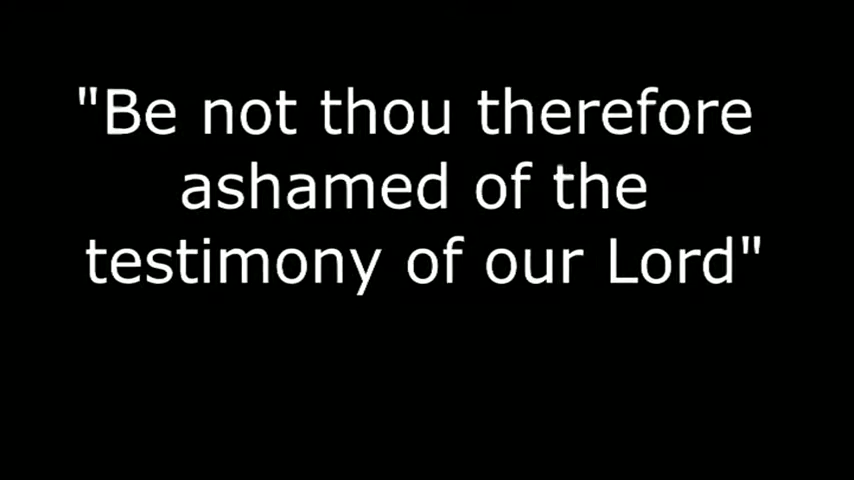 "Be not thou therefore
ashamed of the
testimony of our Lord"